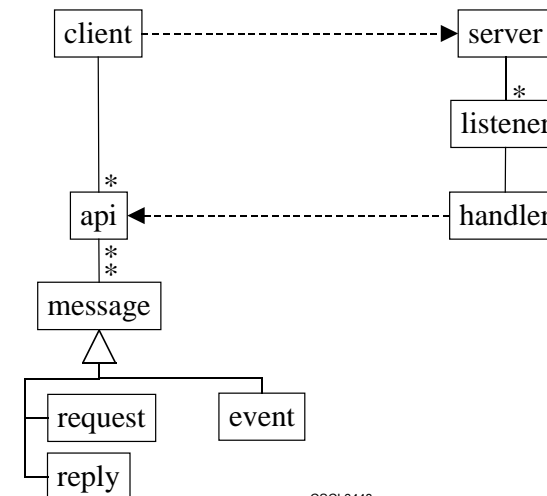 client
server
*
listener
*
api
handler
*
*
message
request
event
reply